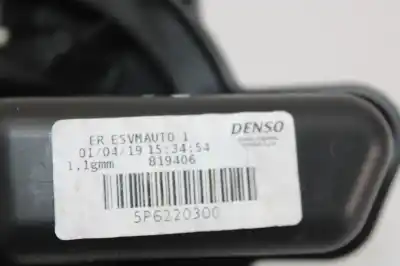 ER ESVMAUTO 1
01/04/19 15:34:54
1.1gmm 819406
DENSO
5P6220300